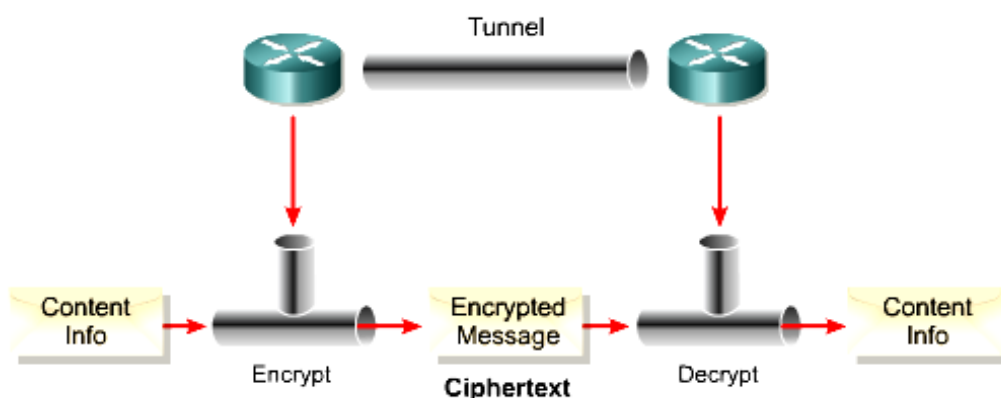 Tunnel
Content
Info
Encrypt
Encrypted
Message
Ciphertext
Decrypt
Content
Info